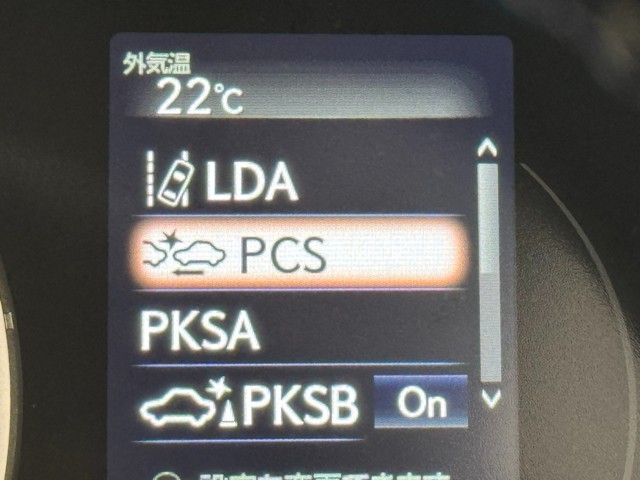 外気温
22℃
LDA
PCS
PKSA
PKSB On